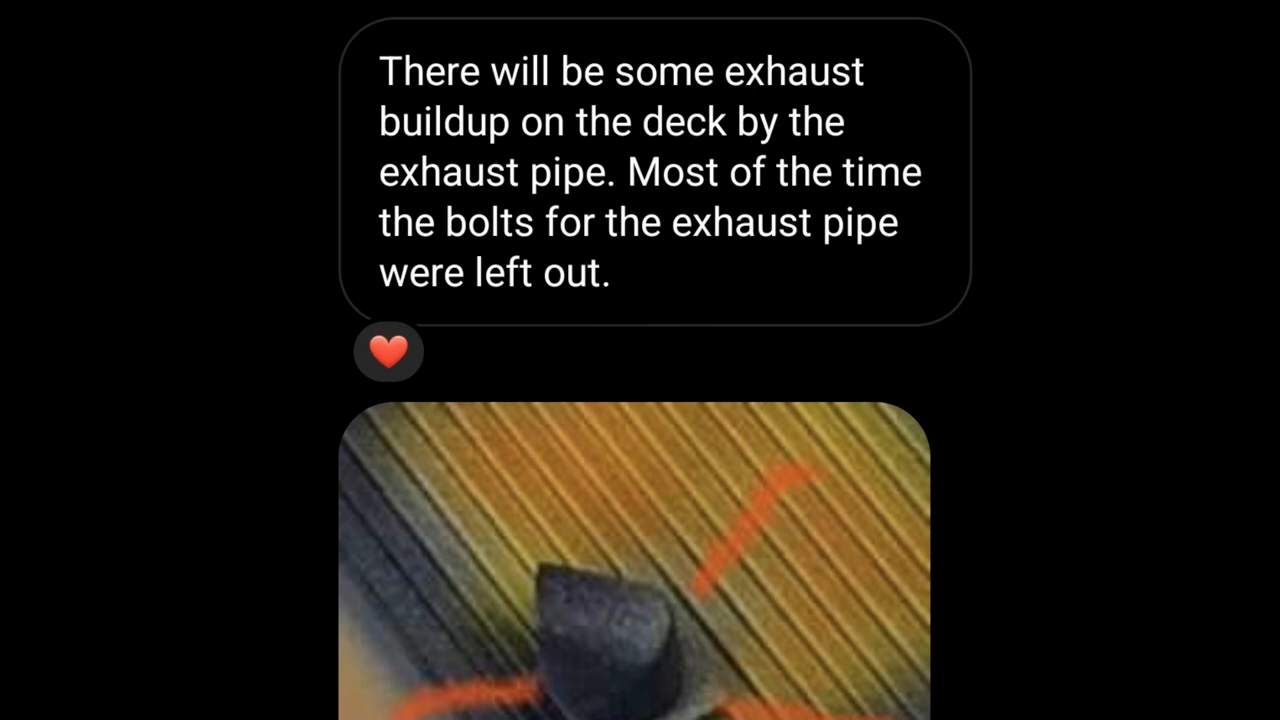 There will be some exhaust
buildup on the deck by the
exhaust pipe. Most of the time
the bolts for the exhaust pipe
were left out.